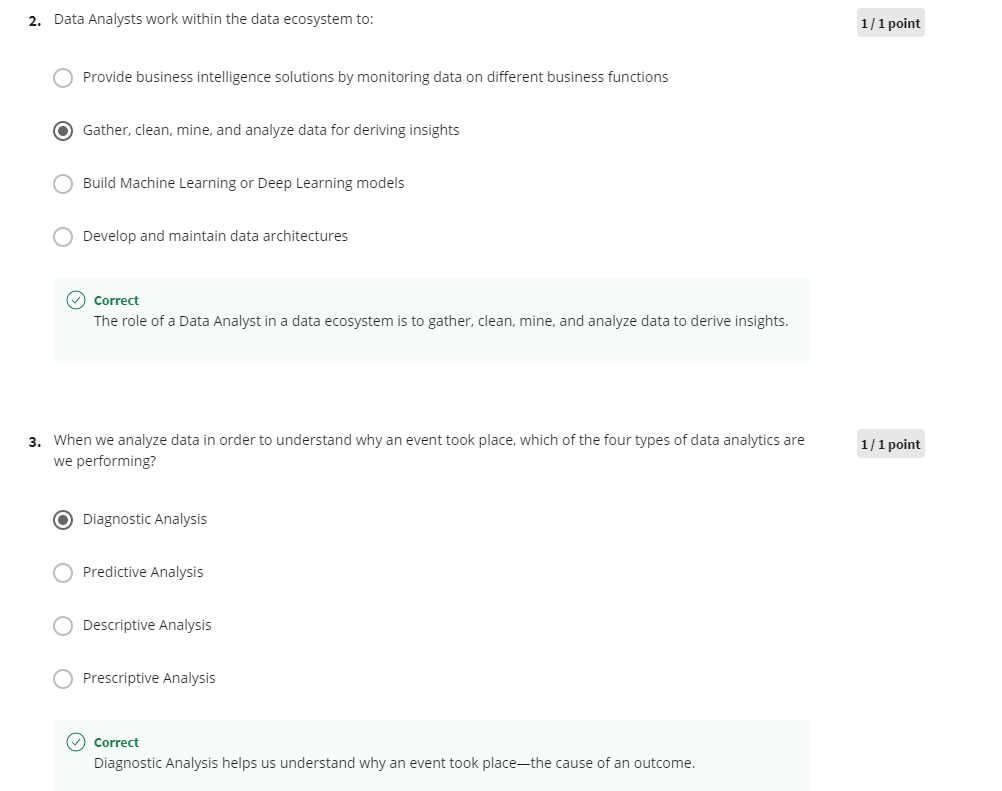 2. Data Analysts work within the data ecosystem to:
1 / 1 point
Provide business intelligence solutions by monitoring data on different business functions
Gather, clean, mine, and analyze data for deriving insights
Build Machine Learning or Deep Learning models
Develop and maintain data architectures
Correct
The role of a Data Analyst in a data ecosystem is to gather, clean, mine, and analyze data to derive insights.
3. When we analyze data in order to understand why an event took place, which of the four types of data analytics are
we performing?
1 / 1 point
Diagnostic Analysis
Predictive Analysis
Descriptive Analysis
Prescriptive Analysis
Correct
Diagnostic Analysis helps us understand why an event took place—the cause of an outcome.